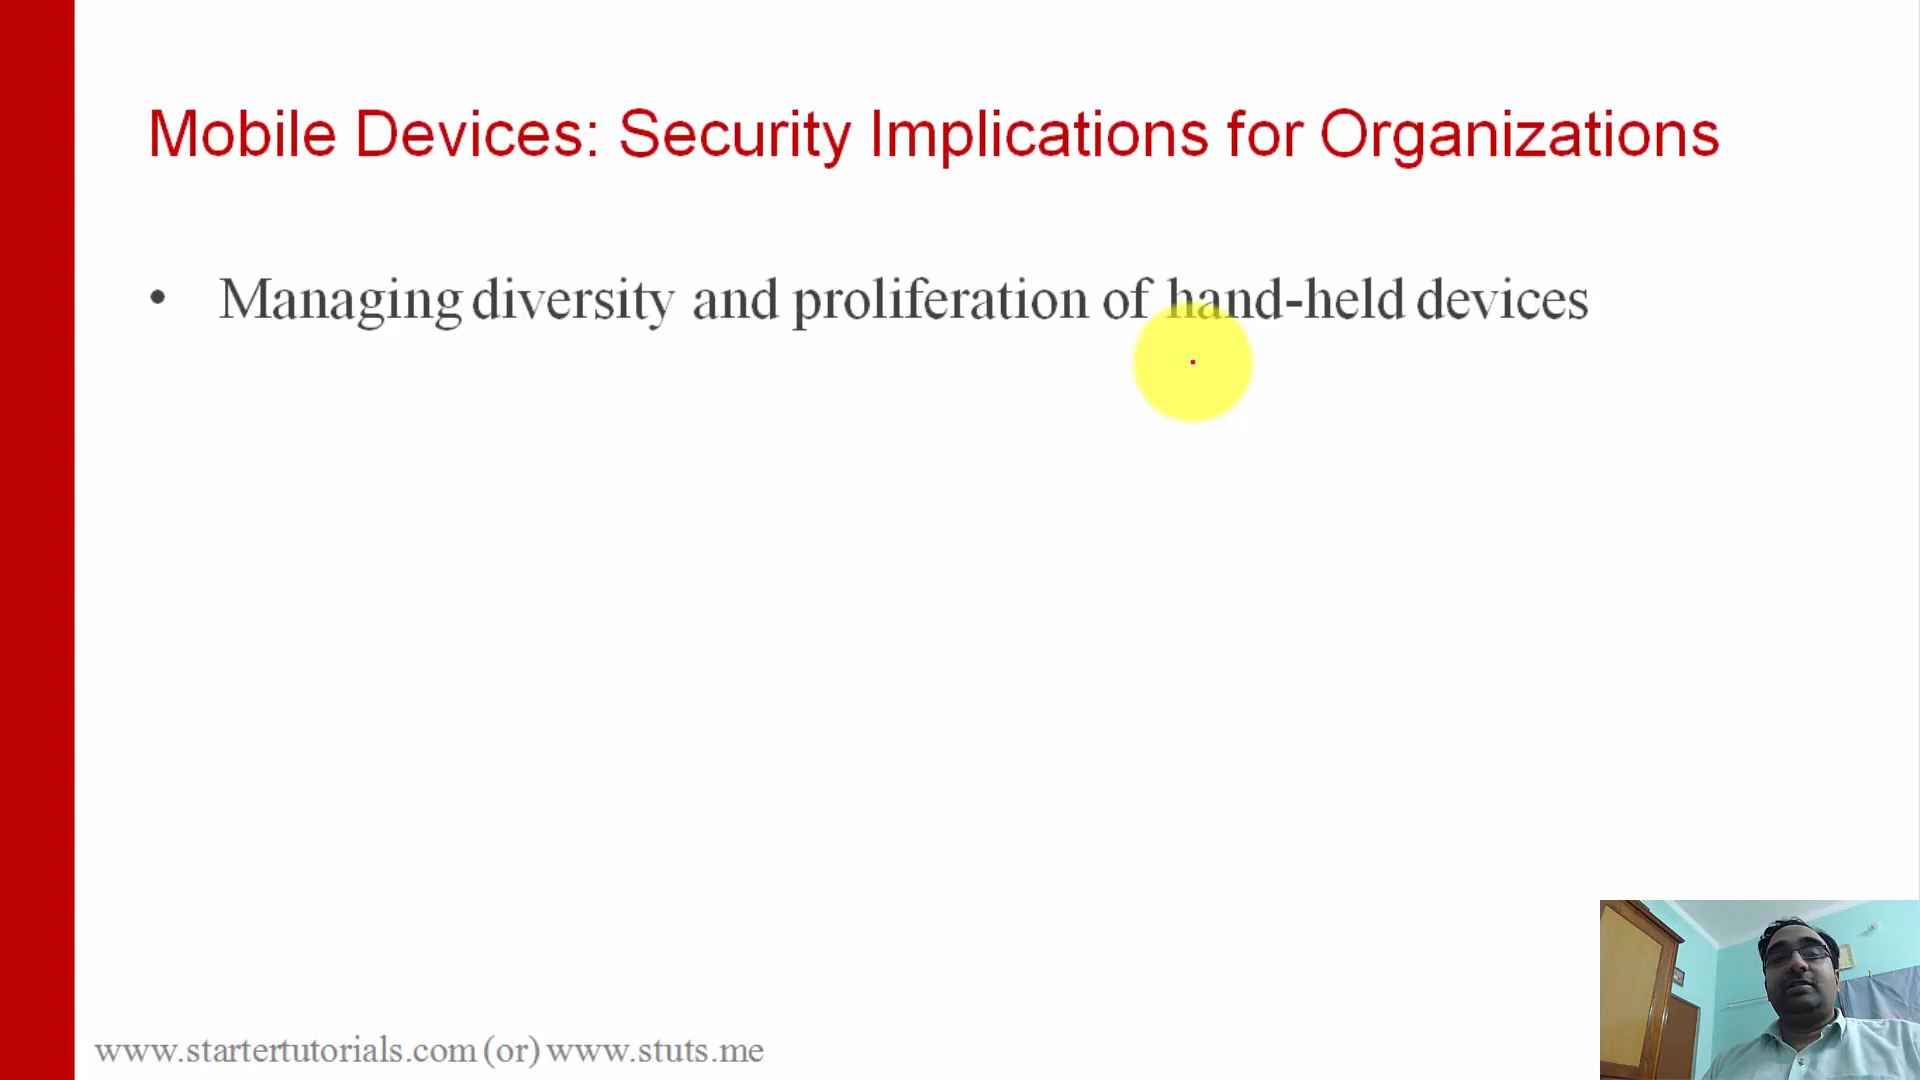 Mobile Devices: Security Implications for Organizations
• Managing diversity and proliferation of hand-held devices
www.startertutorials.com (or) www.stuts.me